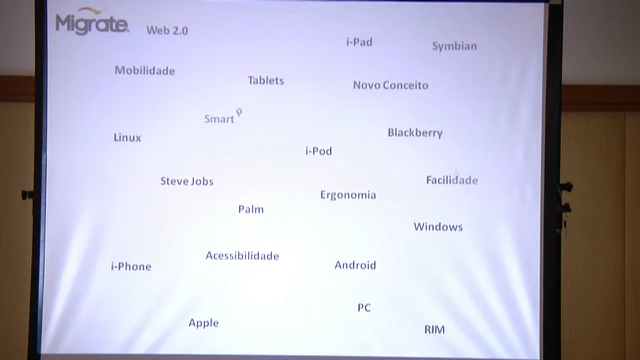 Migrate.
Web 2.0
i-Pad
Symbian
Mobilidade
Tablets
Novo Conceito
Smart
Linux
Blackberry
i-Pod
Steve Jobs
Facilidade
Ergonomia
Palm
Windows
Acessibilidade
i-Phone
Android
PC
Apple
RIM